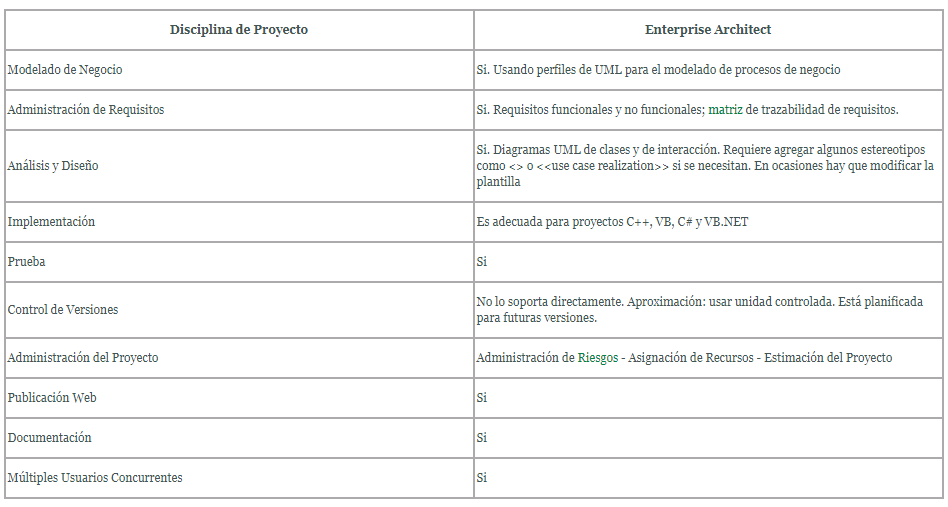 Disciplina de Proyecto
Enterprise Architect
Modelado de Negocio
Si. Usando perfiles de UML para el modelado de procesos de negocio
Administración de Requisitos
Si. Requisitos funcionales y no funcionales; matriz de trazabilidad de requisitos.
Análisis y Diseño
Si. Diagramas UML de clases y de interacción. Requiere agregar algunos estereotipos
como <> o <<use case realization>> si se necesitan. En ocasiones hay que modificar la
plantilla
Implementación
Es adecuada para proyectos C++, VB, C# y VB.NET
Prueba
Si
Control de Versiones
No lo soporta directamente. Aproximación: usar unidad controlada. Está planificada
para futuras versiones.
Administración del Proyecto
Administración de Riesgos - Asignación de Recursos - Estimación del Proyecto
Publicación Web
Si
Documentación
Si
Múltiples Usuarios Concurrentes
Si